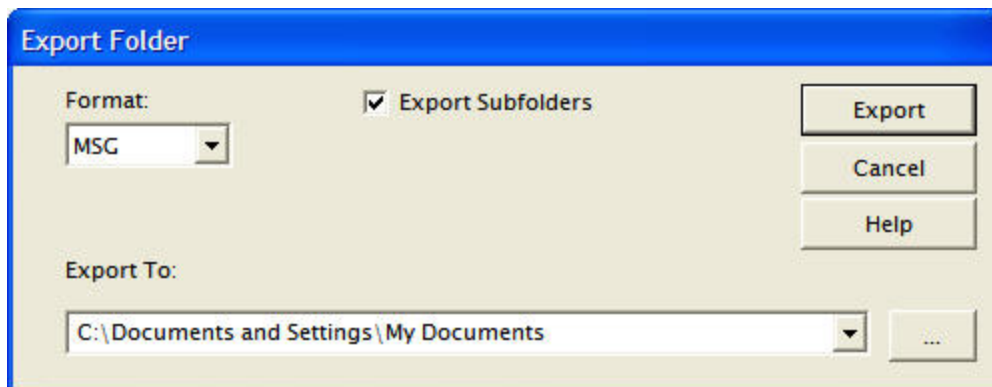 Export Folder
Format:
Export Subfolders
Export
MSG
Cancel
Help
Export To:
C:\Documents and Settings\My Documents
...